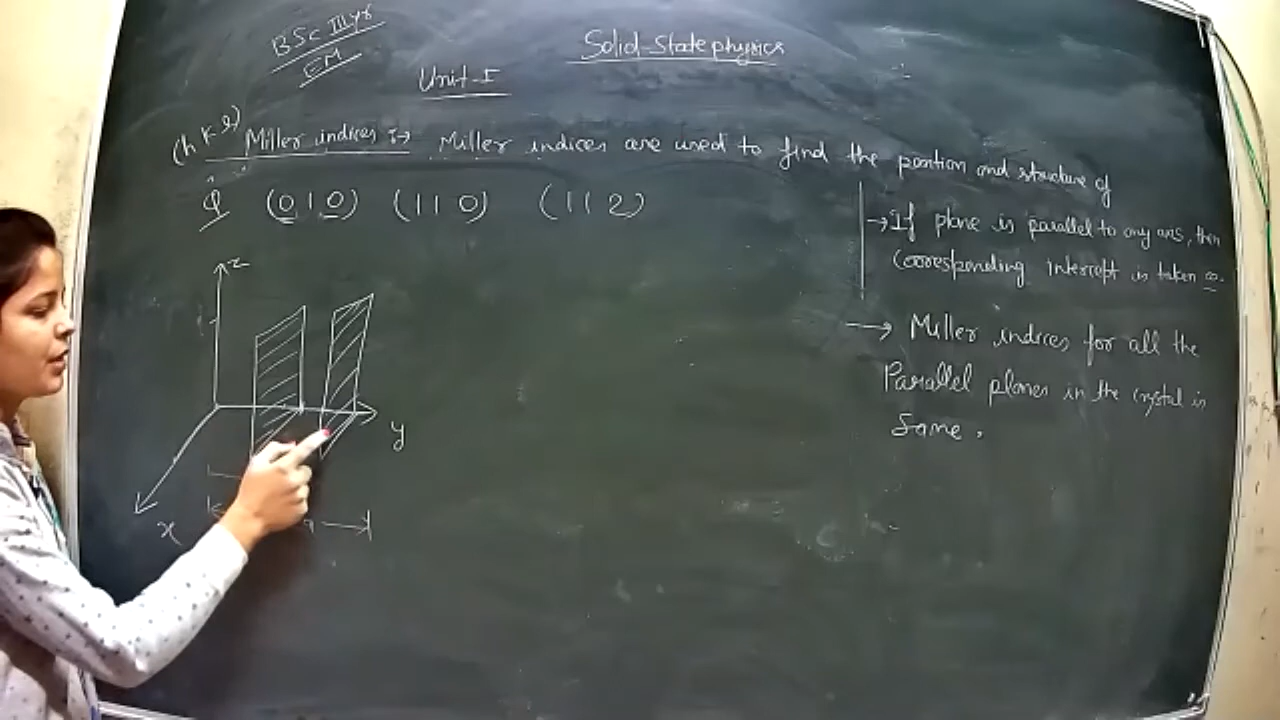 BSc III yr
CM
Solid State physics
Unit-I
(h k l) Miller indices :→ Miller indices are used to find the position and structure of
Q (0 1 0) (1 1 0) (1 1 2)
→ If plane is parallel to any axis, then
corresponding intercept is taken ∞.
→ Miller indices for all the
Parallel planes in the crystal is
Same.
z
y
x